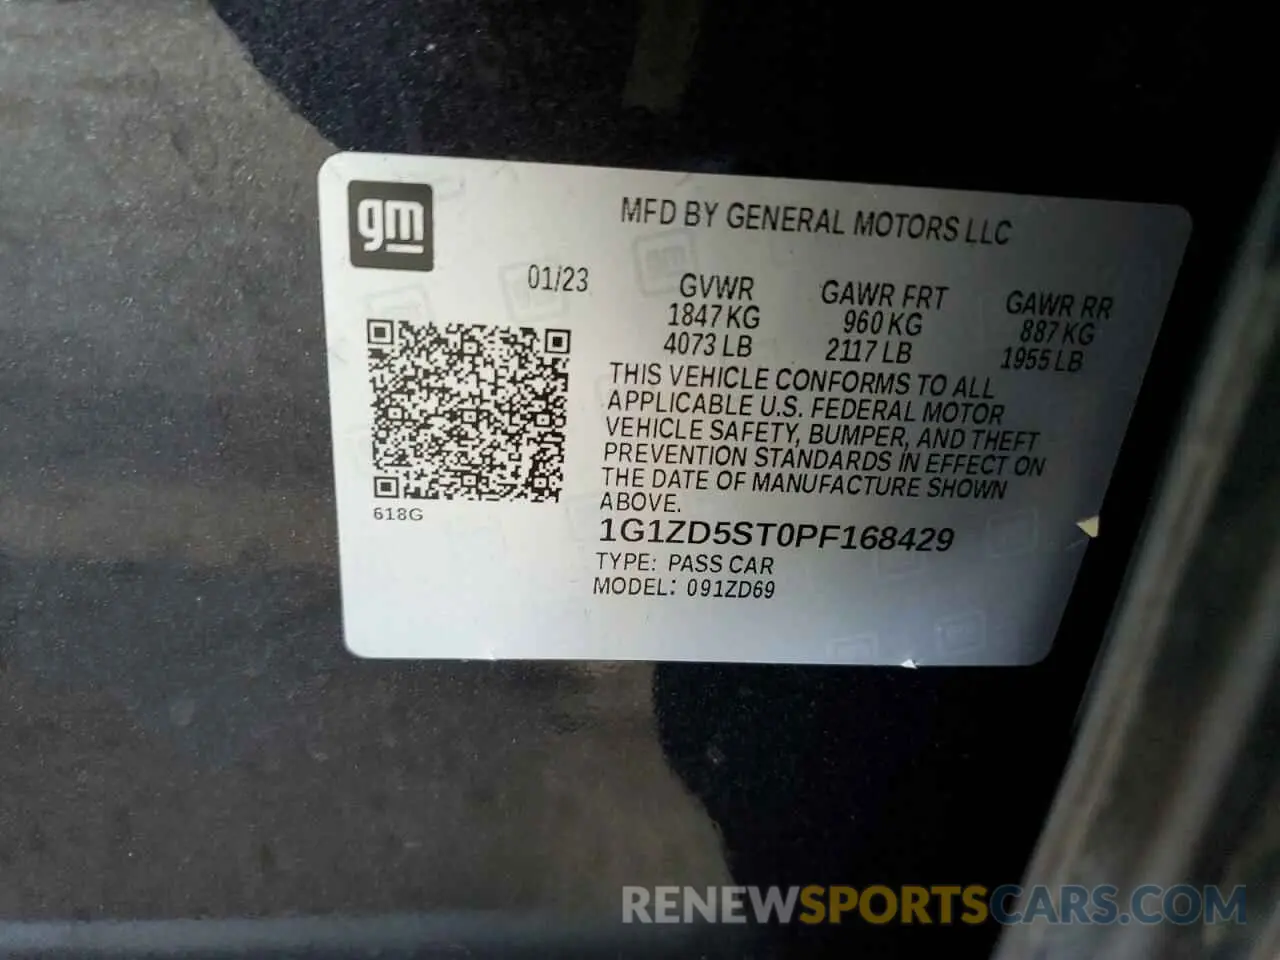 gm
MFD BY GENERAL MOTORS LLC
01/23
GVWR
1847 KG
4073 LB
GAWR FRT
960 KG
2117 LB
GAWR RR
887 KG
1955 LB
THIS VEHICLE CONFORMS TO ALL
APPLICABLE U.S. FEDERAL MOTOR
VEHICLE SAFETY, BUMPER, AND THEFT
PREVENTION STANDARDS IN EFFECT ON
THE DATE OF MANUFACTURE SHOWN
ABOVE.
618G
1G1ZD5ST0PF168429
TYPE: PASS CAR
MODEL: 091ZD69
RENEWSPORTSCARS.COM